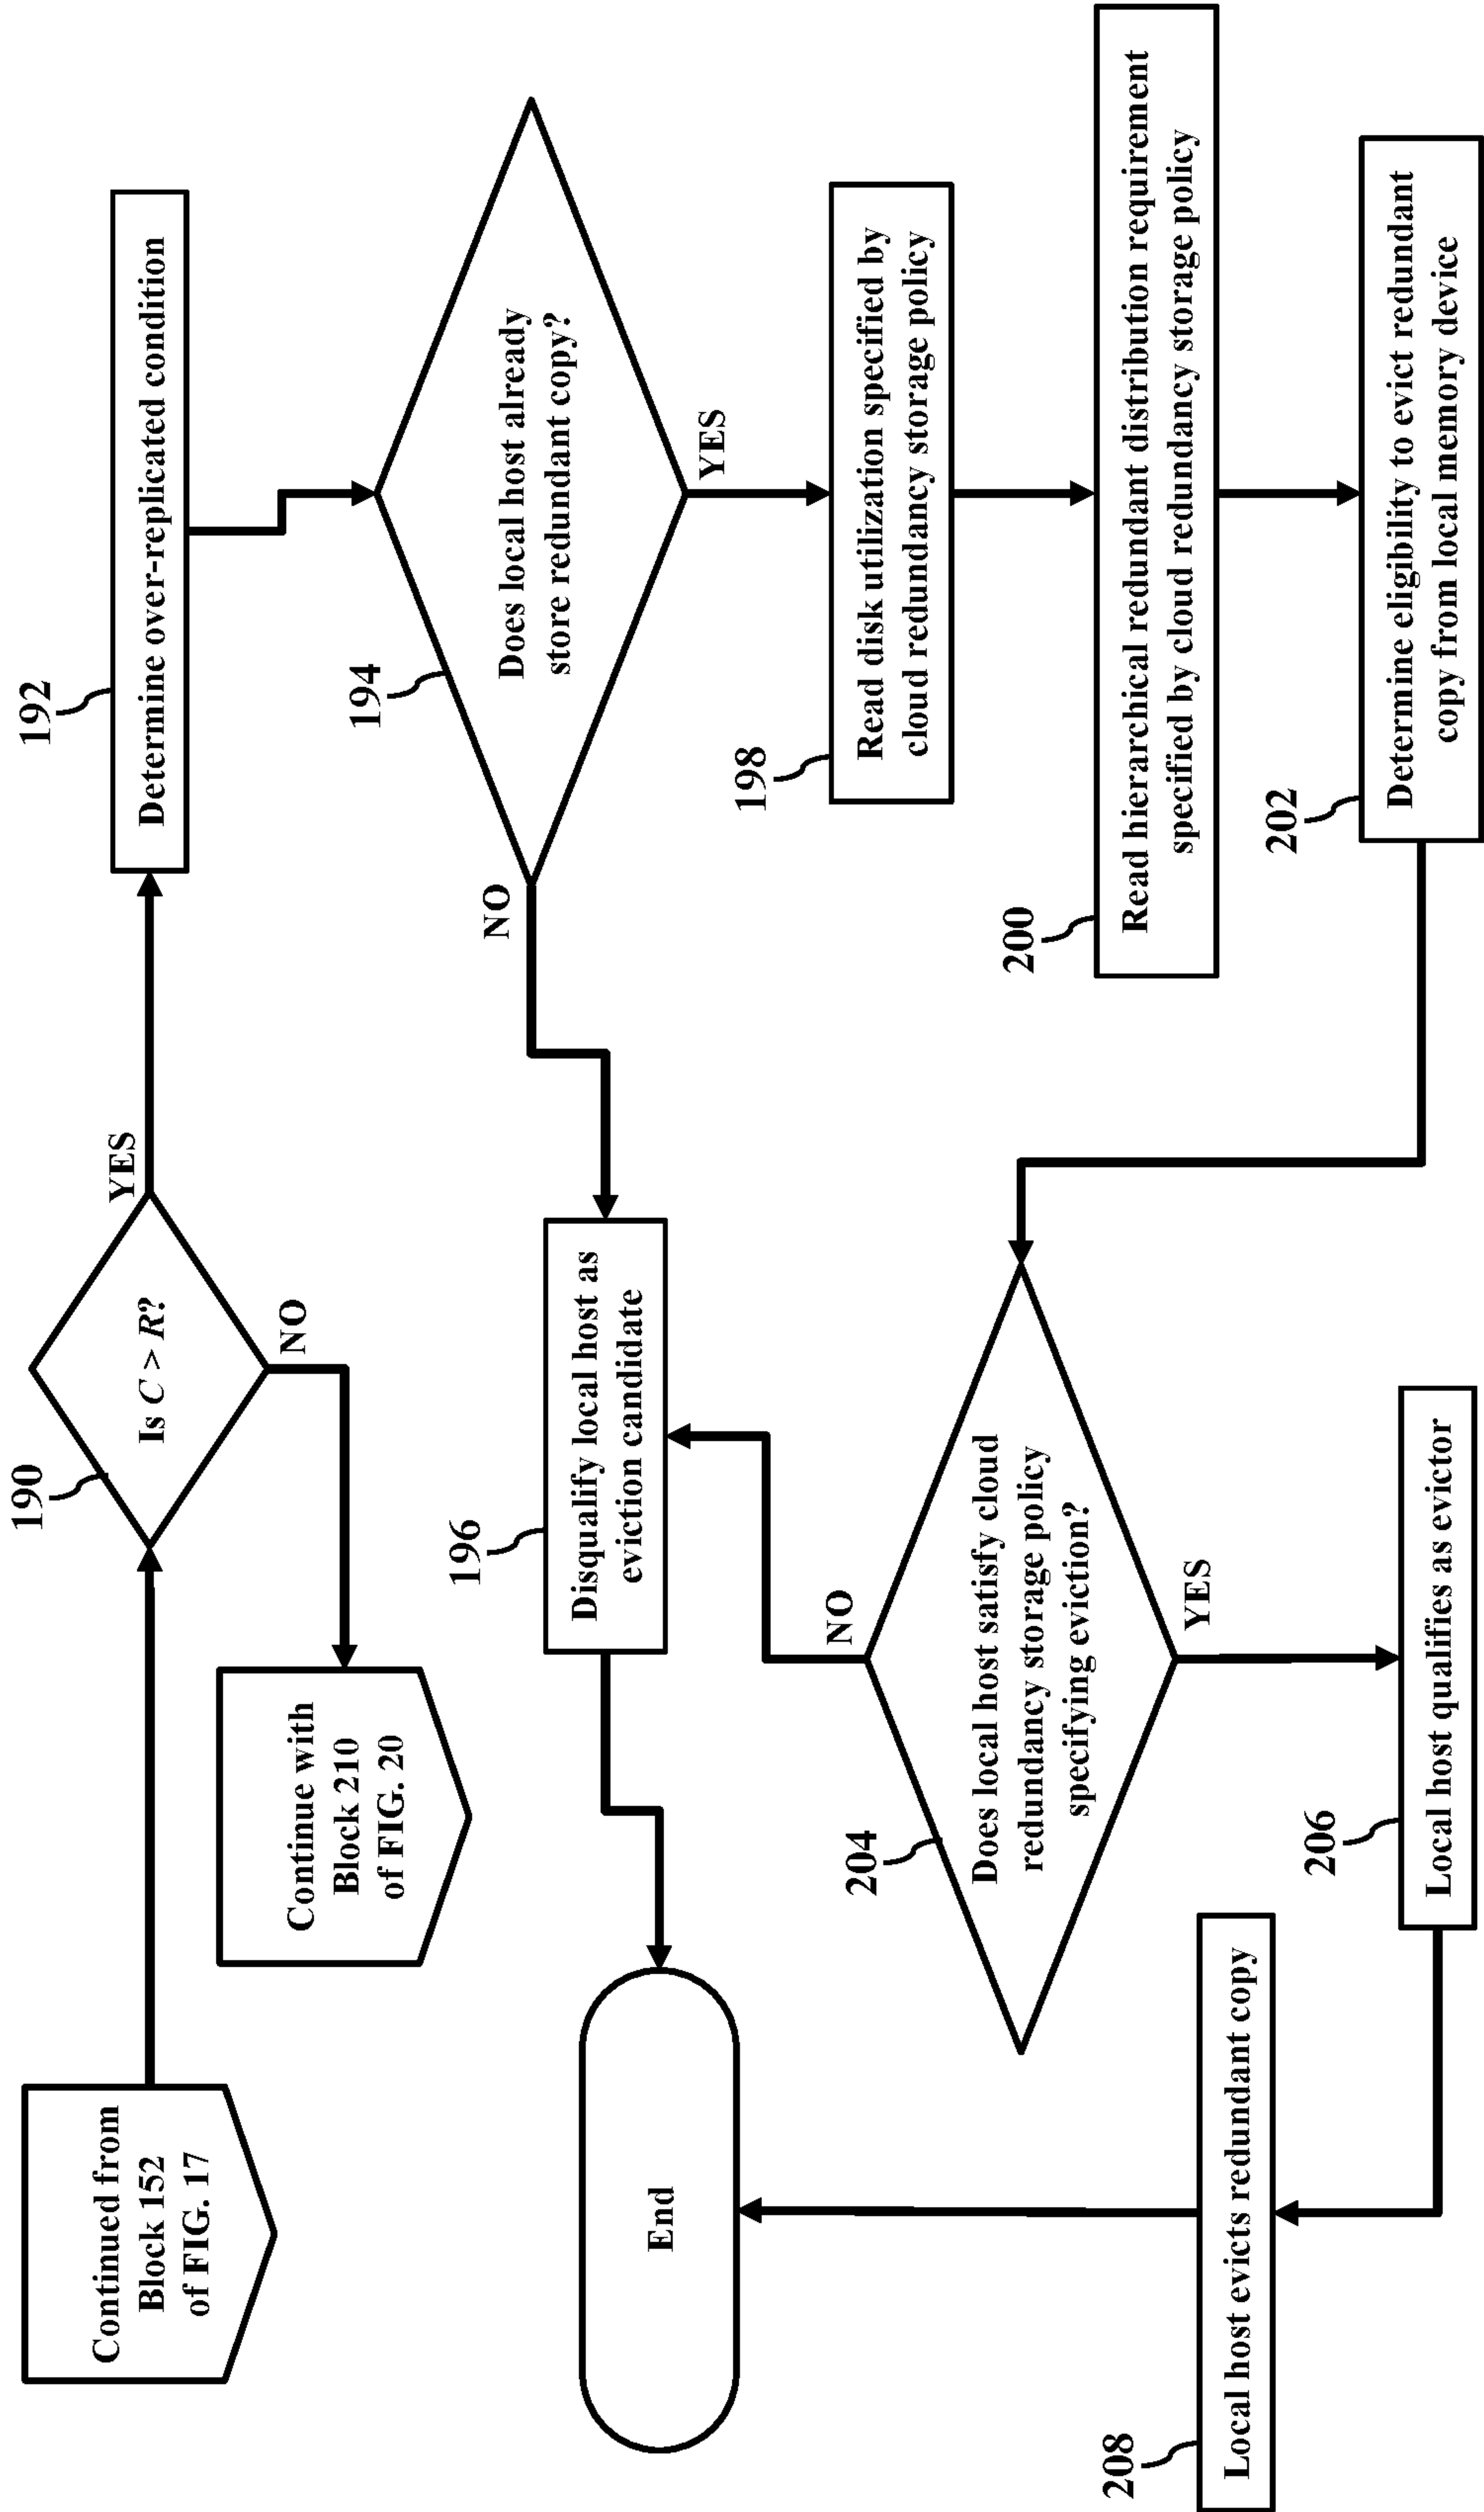 Continued from
Block 152
of FIG. 17
190
Is C > R?
YES
NO
Continue with
Block 210
of FIG. 20
192
Determine over-replicated condition
194
Does local host already
store redundant copy?
NO
YES
196
Disqualify local host as
eviction candidate
End
198
Read disk utilization specified by
cloud redundancy storage policy
200
Read hierarchical redundant distribution requirement
specified by cloud redundancy storage policy
202
Determine eligibility to evict redundant
copy from local memory device
204
Does local host satisfy cloud
redundancy storage policy
specifying eviction?
NO
YES
206
Local host qualifies as evictor
208
Local host evicts redundant copy